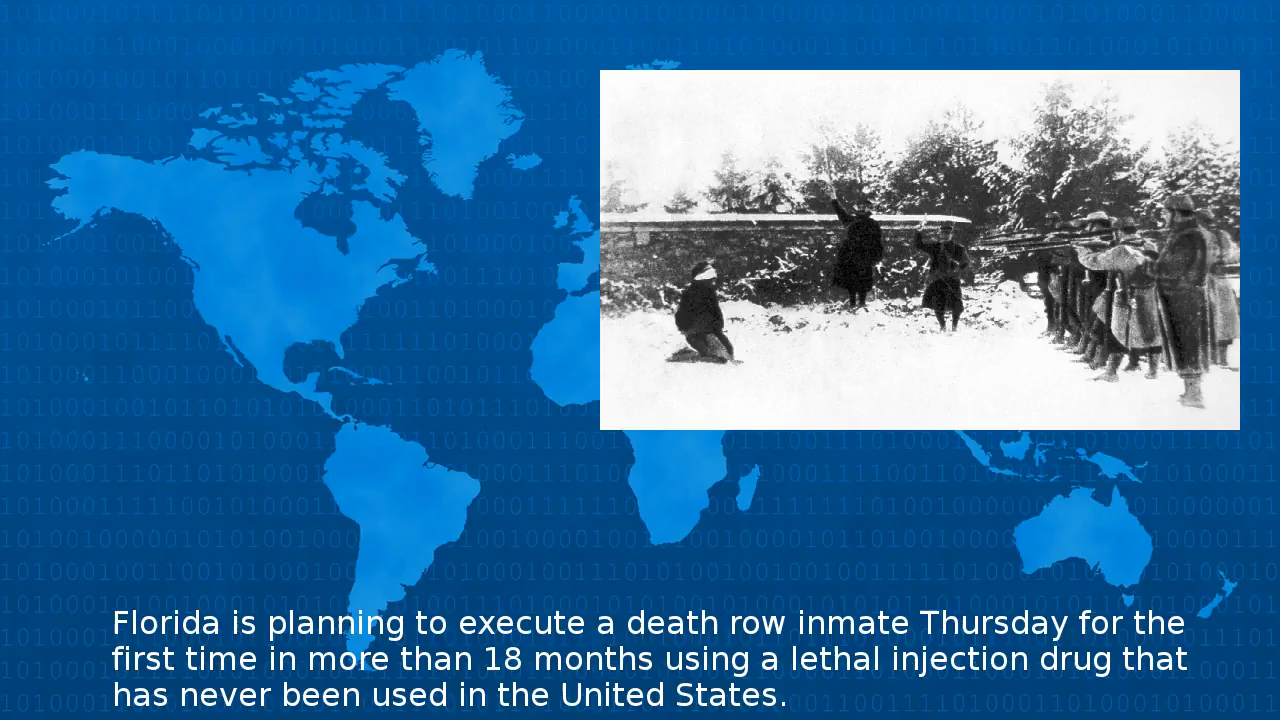 Florida is planning to execute a death row inmate Thursday for the
first time in more than 18 months using a lethal injection drug that
has never been used in the United States.